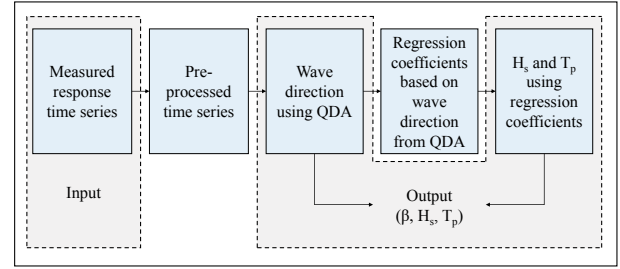 Measured
response
time series
Pre-
processed
time series
Wave
direction
using QDA
Regression
coefficients
based on
wave
direction
from QDA
Hs and Tp
using
regression
coefficients
Input
Output
(β, Hs, Tp)